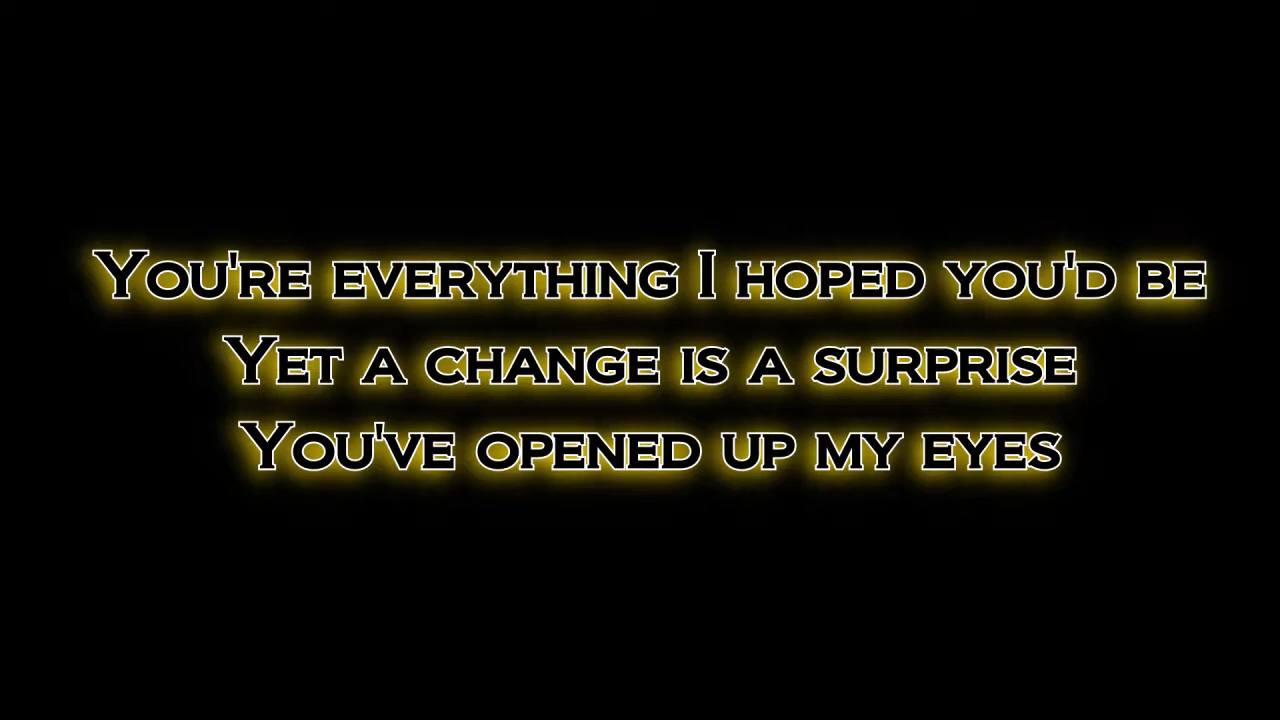 You're everything I hoped you'd be
Yet a change is a surprise
You've opened up my eyes